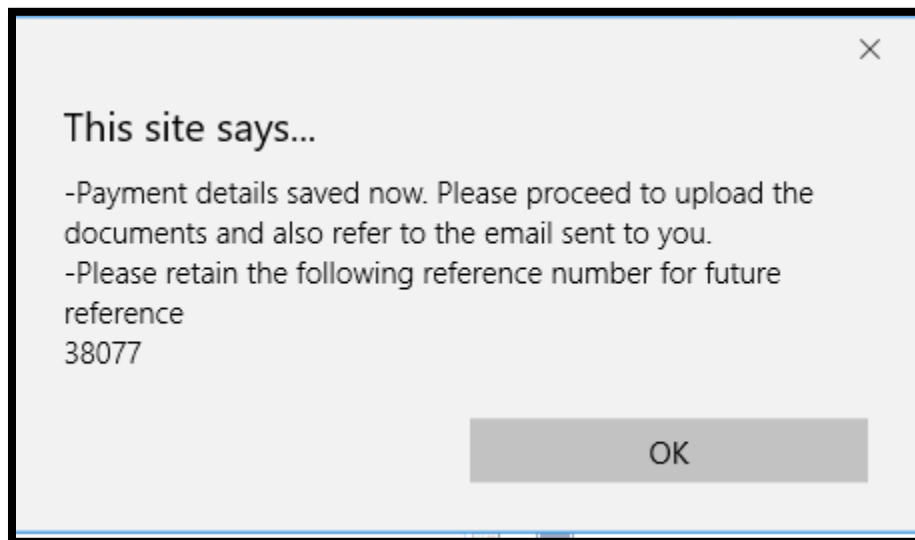 This site says...
-Payment details saved now. Please proceed to upload the
documents and also refer to the email sent to you.
-Please retain the following reference number for future
reference
38077
OK